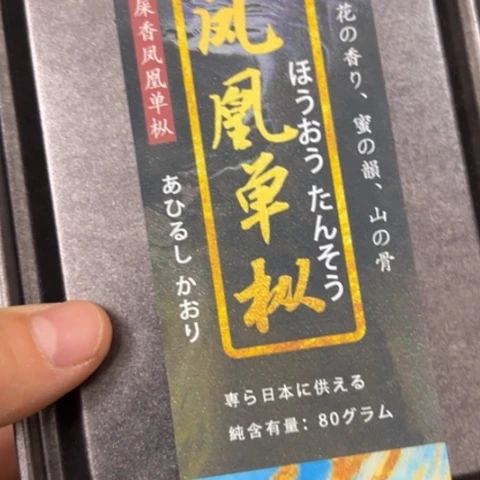 花の香り、蜜の韻、山の骨
ほうおう たんそう
凤凰单枞
屎香凤凰单枞
あひるし かおり
専ら日本に供える
純含有量：80グラム